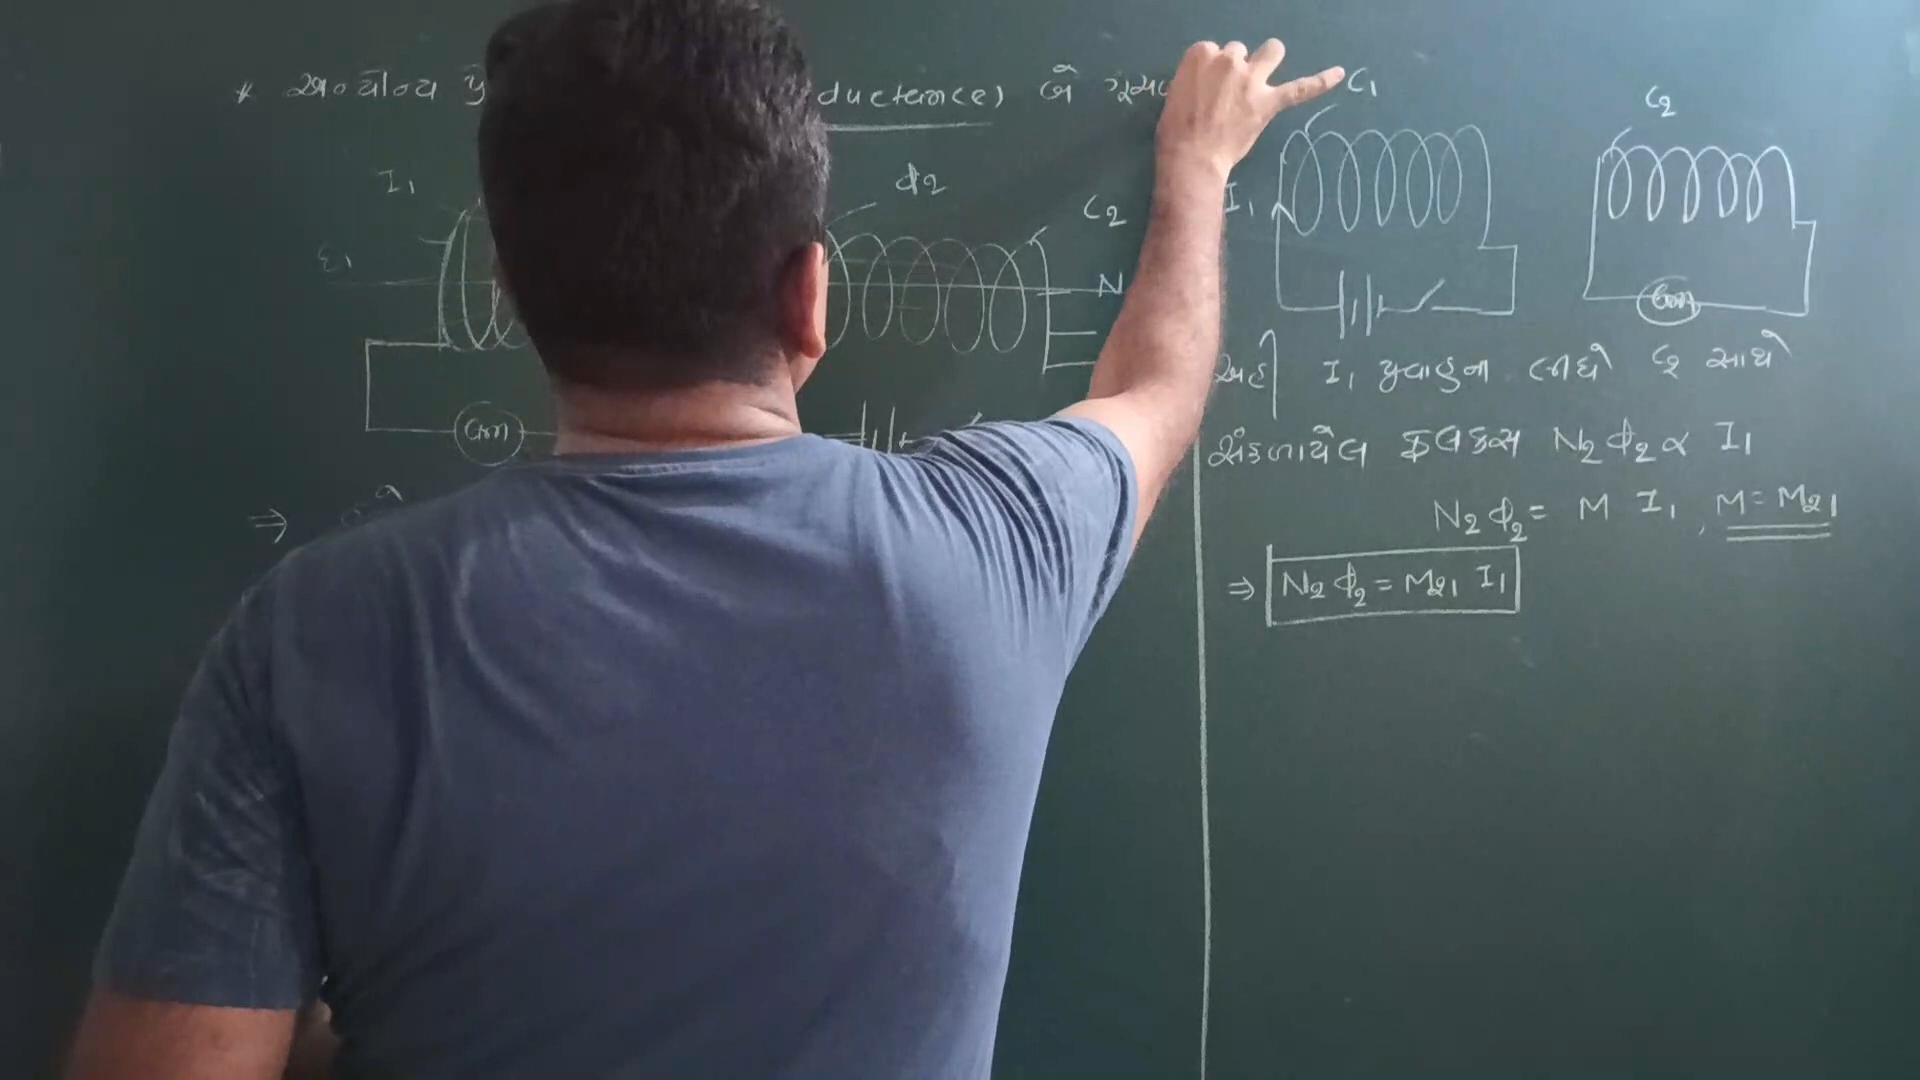 * અન્યોન્ય પ્રે ductance) બે
C₁
C₂
I₁
Φ₂
C₂
I₁
ε₁
N
અહીં I₁ પ્રવાહના લીધે C₂ સાથે
સંકળાયેલ ફ્લક્સ N₂Φ₂ ∝ I₁
N₂Φ₂ = M I₁, M = M₂₁
⇒ N₂Φ₂ = M₂₁ I₁
⇒